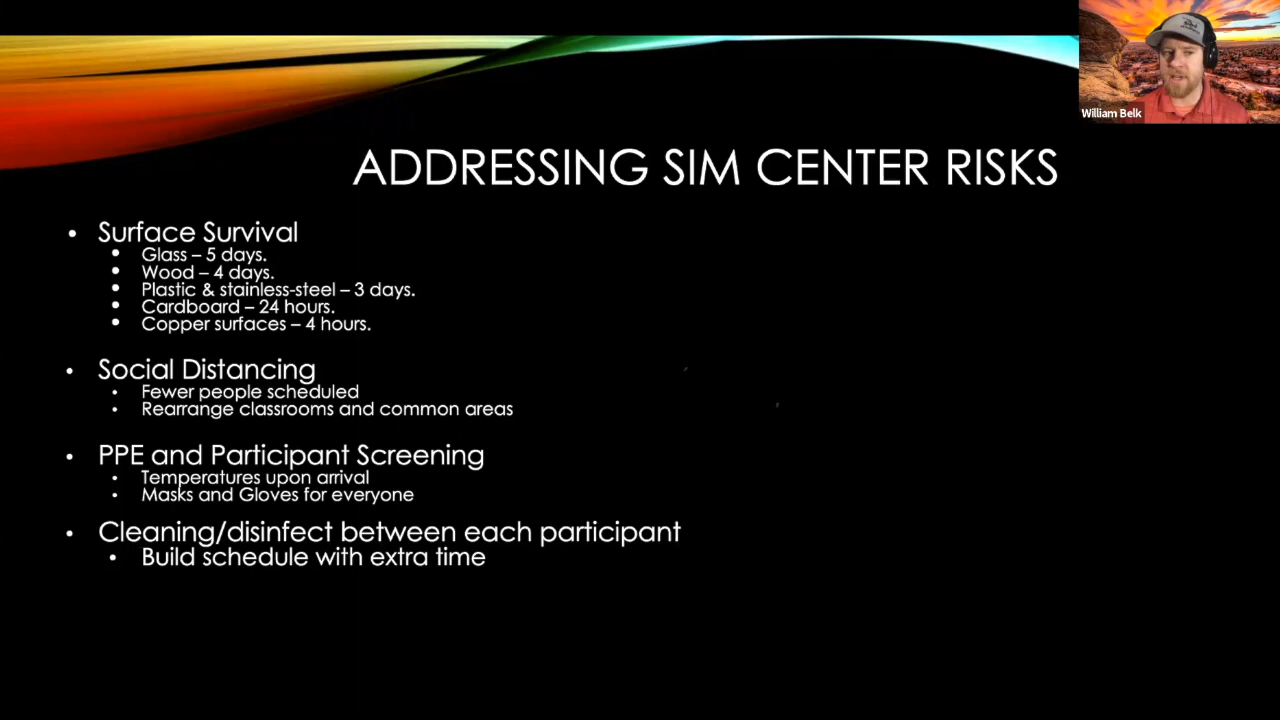 William Belk
ADDRESSING SIM CENTER RISKS
• Surface Survival
• Glass – 5 days.
• Wood – 4 days.
• Plastic & stainless-steel – 3 days.
• Cardboard – 24 hours.
• Copper surfaces – 4 hours.
• Social Distancing
• Fewer people scheduled
• Rearrange classrooms and common areas
• PPE and Participant Screening
• Temperatures upon arrival
• Masks and Gloves for everyone
• Cleaning/disinfect between each participant
• Build schedule with extra time